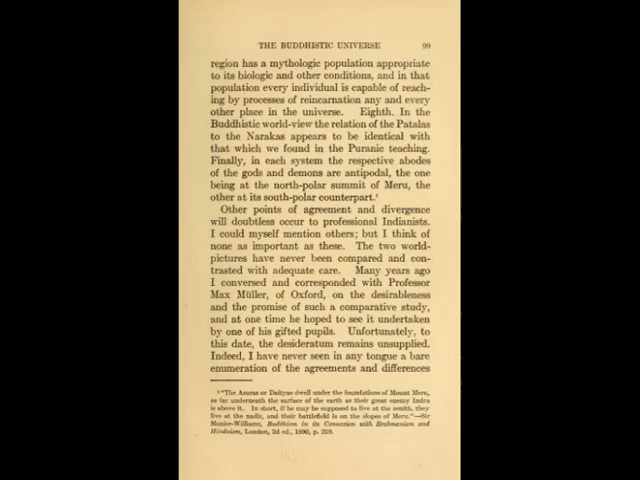 THE BUDDHISTIC UNIVERSE 99
region has a mythologic population appropriate
to its biologic and other conditions, and in that
population every individual is capable of reach-
ing by processes of reincarnation any and every
other place in the universe. Eighth. In the
Buddhistic world-view the relation of the Patalas
to the Narakas appears to be identical with
that which we found in the Puranic teaching.
Finally, in each system the respective abodes
of the gods and demons are antipodal, the one
being at the north-polar summit of Meru, the
other at its south-polar counterpart.¹
Other points of agreement and divergence
will doubtless occur to professional Indianists.
I could myself mention others; but I think of
none as important as these. The two world-
pictures have never been compared and con-
trasted with adequate care. Many years ago
I conversed and corresponded with Professor
Max Müller, of Oxford, on the desirableness
and the promise of such a comparative study,
and at one time he hoped to see it undertaken
by one of his gifted pupils. Unfortunately, to
this date, the desideratum remains unsupplied.
Indeed, I have never seen in any tongue a bare
enumeration of the agreements and differences
¹ "The Asuras or Daityas dwell under the foundations of Mount Meru,
as far underneath the surface of the earth as their great enemy Indra
is above it. In short, if he may be supposed to live at the zenith, they
live at the nadir, and their battlefield is on the slopes of Meru."—Sir
Monier-Williams, Buddhism in its Connexion with Brahmanism and
Hinduism, London, 2d ed., 1890, p. 219.